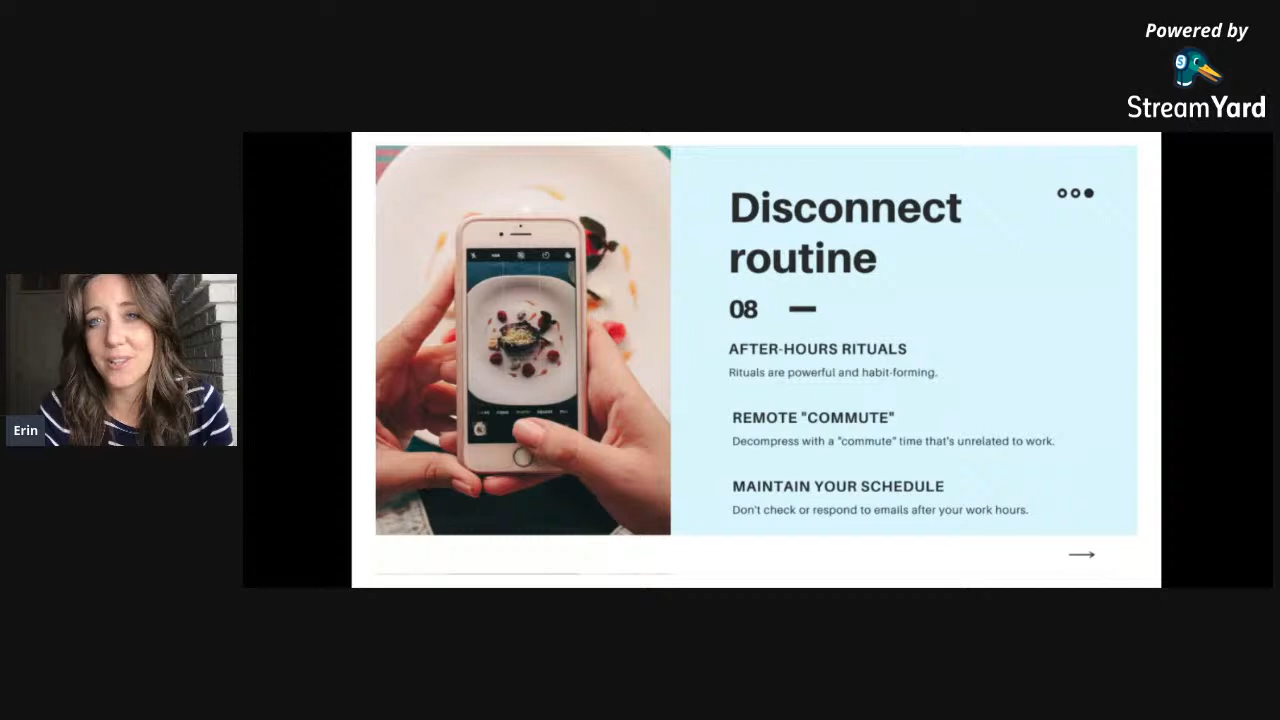 Powered by
StreamYard
Disconnect
routine
08
AFTER-HOURS RITUALS
Rituals are powerful and habit-forming.
REMOTE "COMMUTE"
Decompress with a "commute" time that's unrelated to work.
MAINTAIN YOUR SCHEDULE
Don't check or respond to emails after your work hours.
Erin